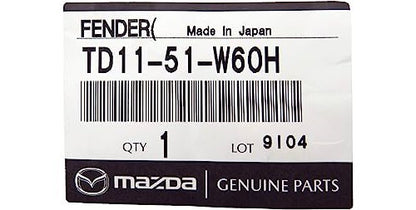 FENDER( Made In Japan
TD11-51-W60H
QTY 1 LOT 9104
mazda GENUINE PARTS